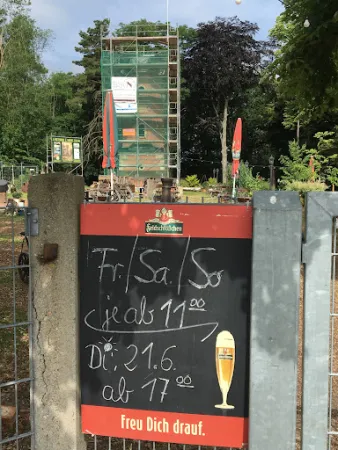 Feldschlößchen
Fr./Sa./So
je ab 11⁰⁰
Di, 21.6.
ab 17⁰⁰
Freu Dich drauf.